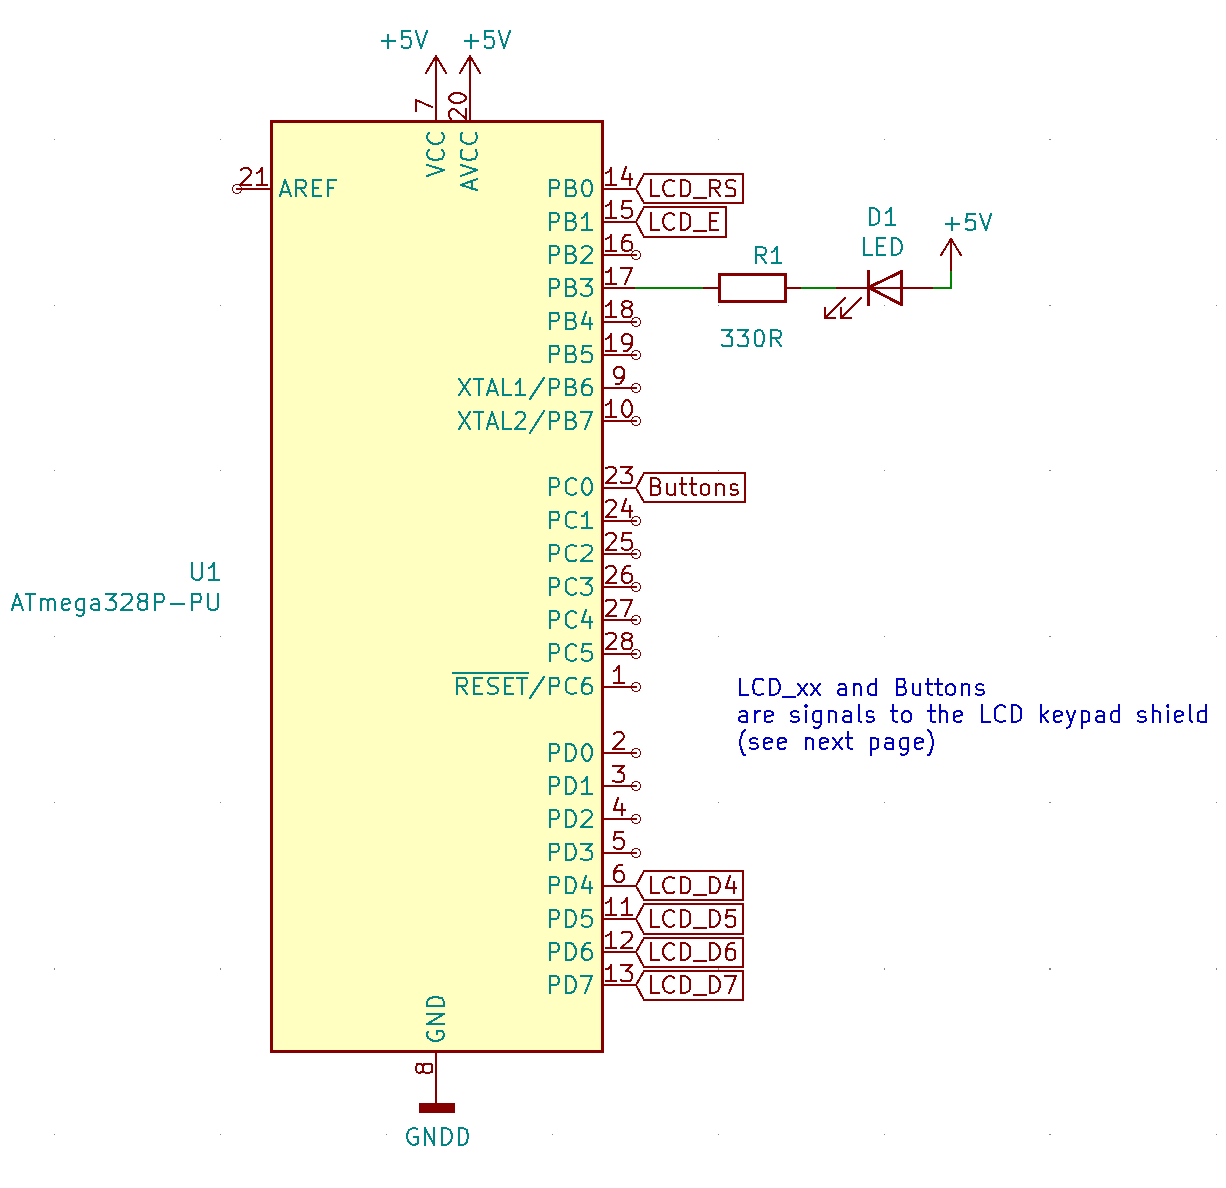 +5V
+5V
7
20
VCC
AVCC
21
AREF
PB0
14
LCD_RS
PB1
15
LCD_E
PB2
16
PB3
17
R1
330R
D1
LED
+5V
PB4
18
PB5
19
XTAL1/PB6
9
XTAL2/PB7
10
PC0
23
Buttons
PC1
24
PC2
25
PC3
26
PC4
27
PC5
28
RESET/PC6
1
U1
ATmega328P-PU
LCD_xx and Buttons
are signals to the LCD keypad shield
(see next page)
PD0
2
PD1
3
PD2
4
PD3
5
PD4
6
LCD_D4
PD5
11
LCD_D5
PD6
12
LCD_D6
PD7
13
LCD_D7
GND
8
GNDD